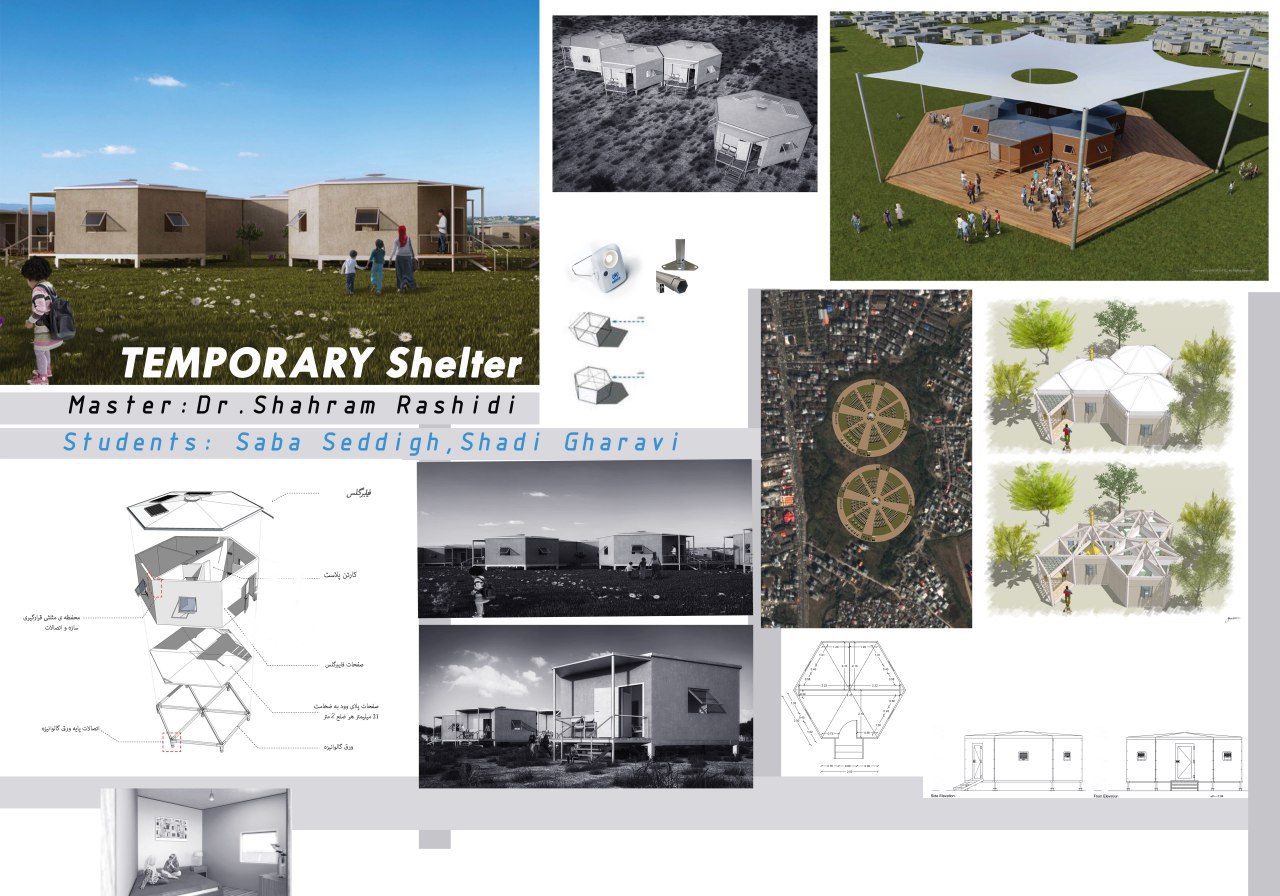 TEMPORARY Shelter
Master:Dr.Shahram Rashidi
Students: Saba Seddigh,Shadi Gharavi
فایبرگلس
کارتن پلاست
محفظه ی مثلثی قرارگیری
سازه و اتصالات
صفحات فایبرگلس
صفحات پلای وود به ضخامت
21 میلیمتر هر ضلع 2 متر
اتصالات پایه ورق گالوانیزه
ورق گالوانیزه
Side Elevation
Front Elevation